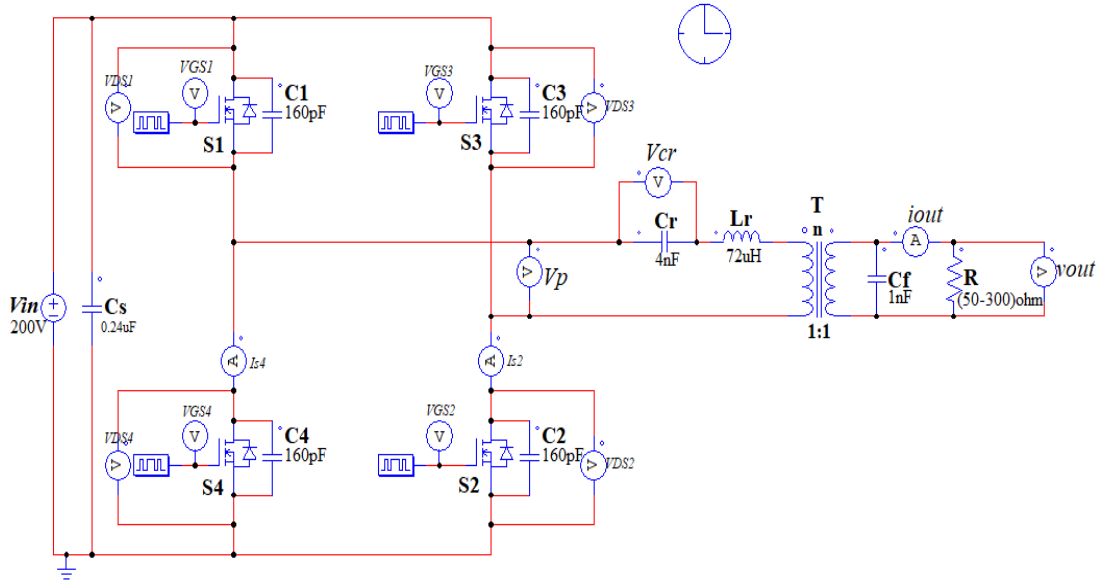 VDS1
VGS1
V
V
C1
160pF
S1
VGS3
V
C3
160pF
V
VDS3
S3
Vcr
V
Cr
4nF
Lr
72uH
T
n
1:1
iout
A
Cf
1nF
R
(50-300)ohm
V
vout
V
Vp
Vin
200V
Cs
0.24uF
A
Is4
A
Is2
VDS4
V
VGS4
V
C4
160pF
S4
VGS2
V
C2
160pF
V
VDS2
S2